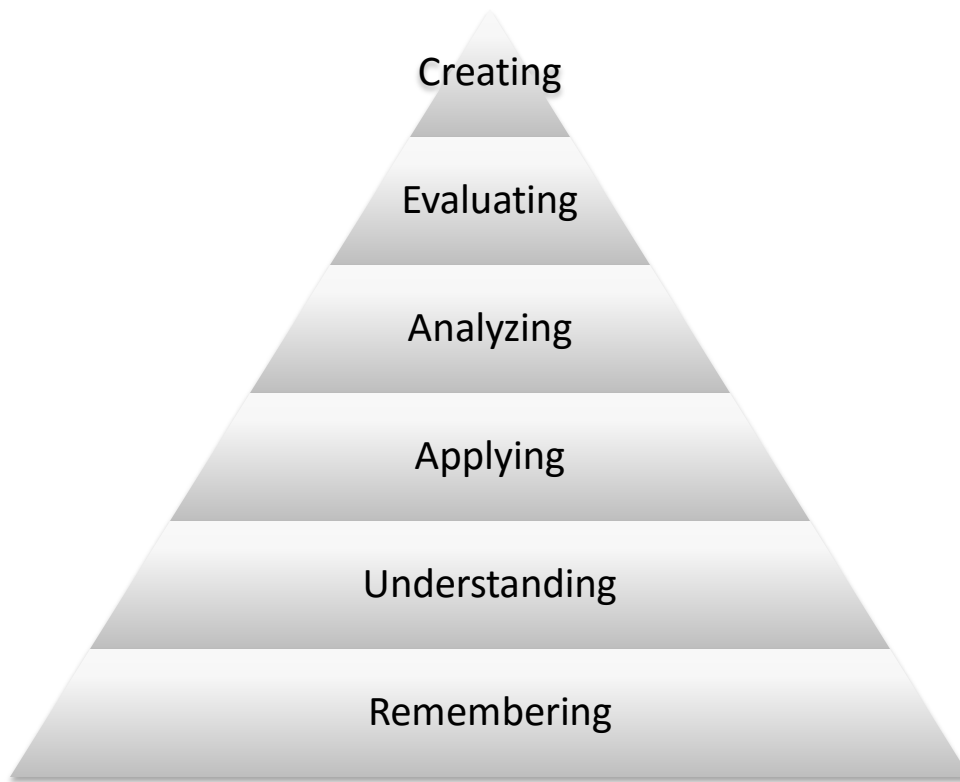 Creating
Evaluating
Analyzing
Applying
Understanding
Remembering